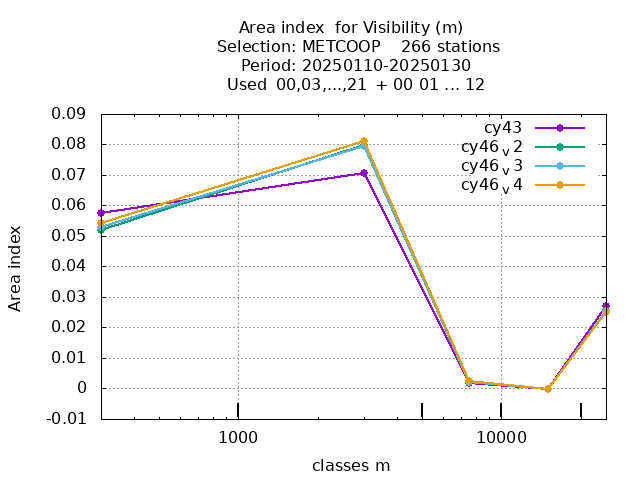 Area index  for Visibility (m)
Selection: METCOOP    266 stations
Period: 20250110-20250130
Used  00,03,...,21  + 00 01 ... 12
0.09
0.08
0.07
0.06
0.05
0.04
0.03
0.02
0.01
0
-0.01
cy43
cy46v2
cy46v3
cy46v4
Area index
1000
10000
classes m